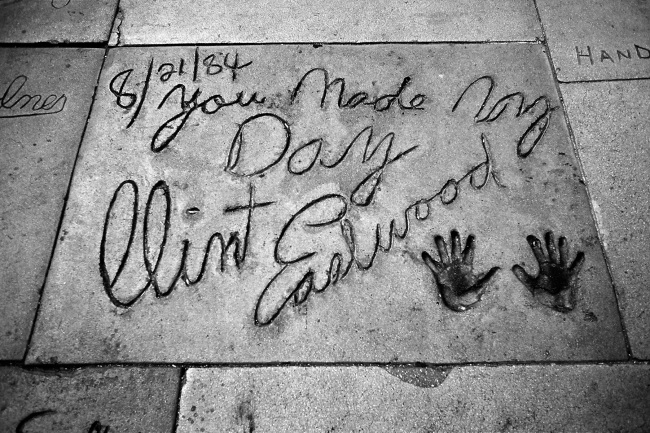 8/21/84
You Made My
Day
Clint
Eastwood
HAND